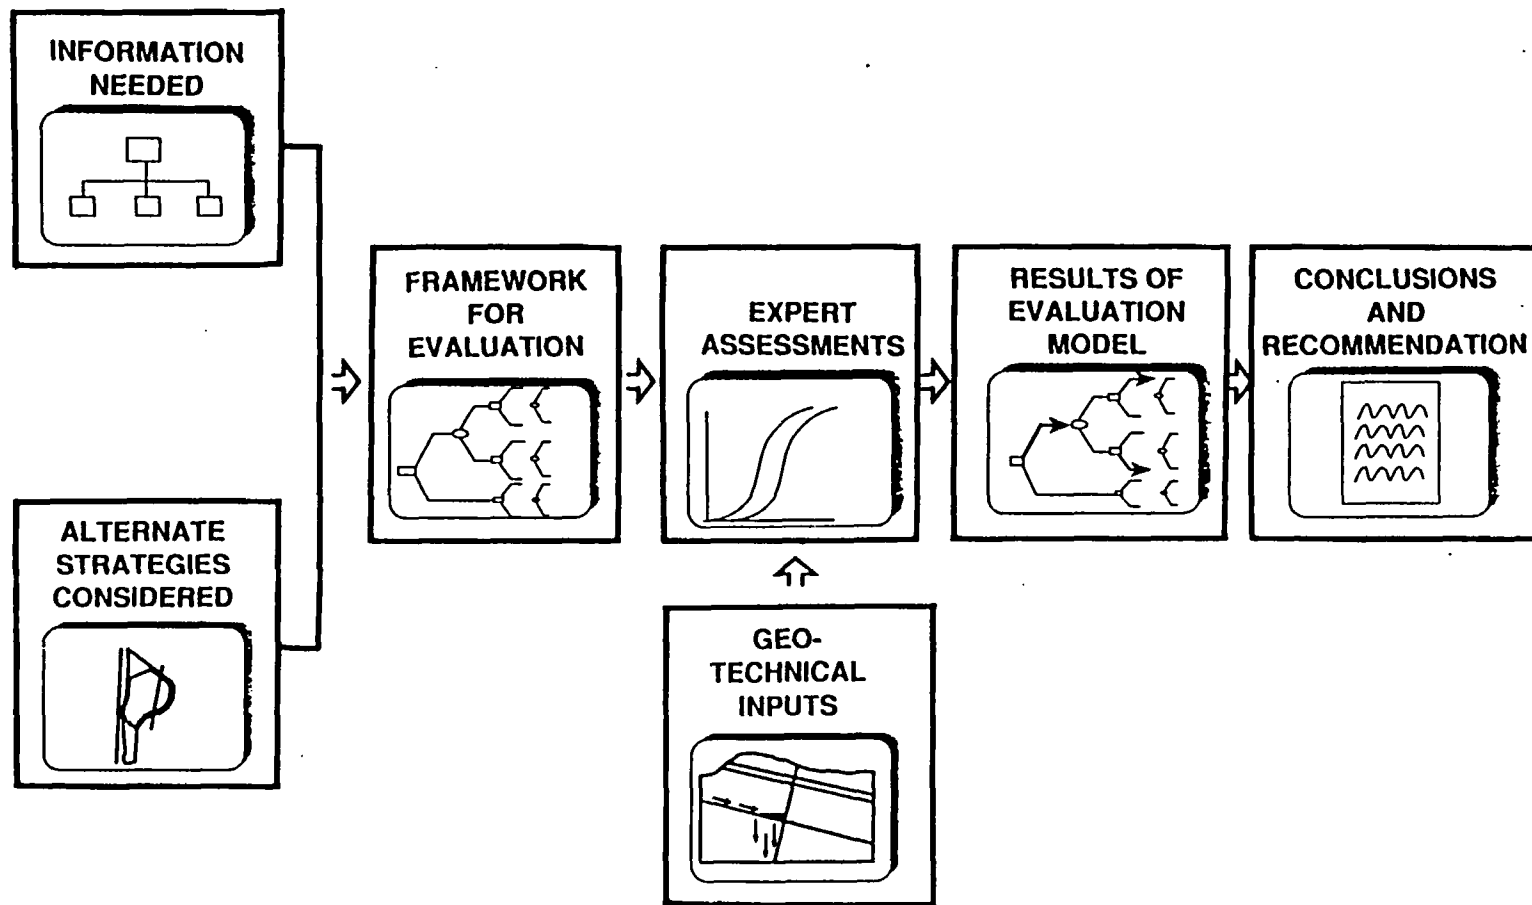 INFORMATION
NEEDED
ALTERNATE
STRATEGIES
CONSIDERED
FRAMEWORK
FOR
EVALUATION
EXPERT
ASSESSMENTS
GEO-
TECHNICAL
INPUTS
RESULTS OF
EVALUATION
MODEL
CONCLUSIONS
AND
RECOMMENDATION